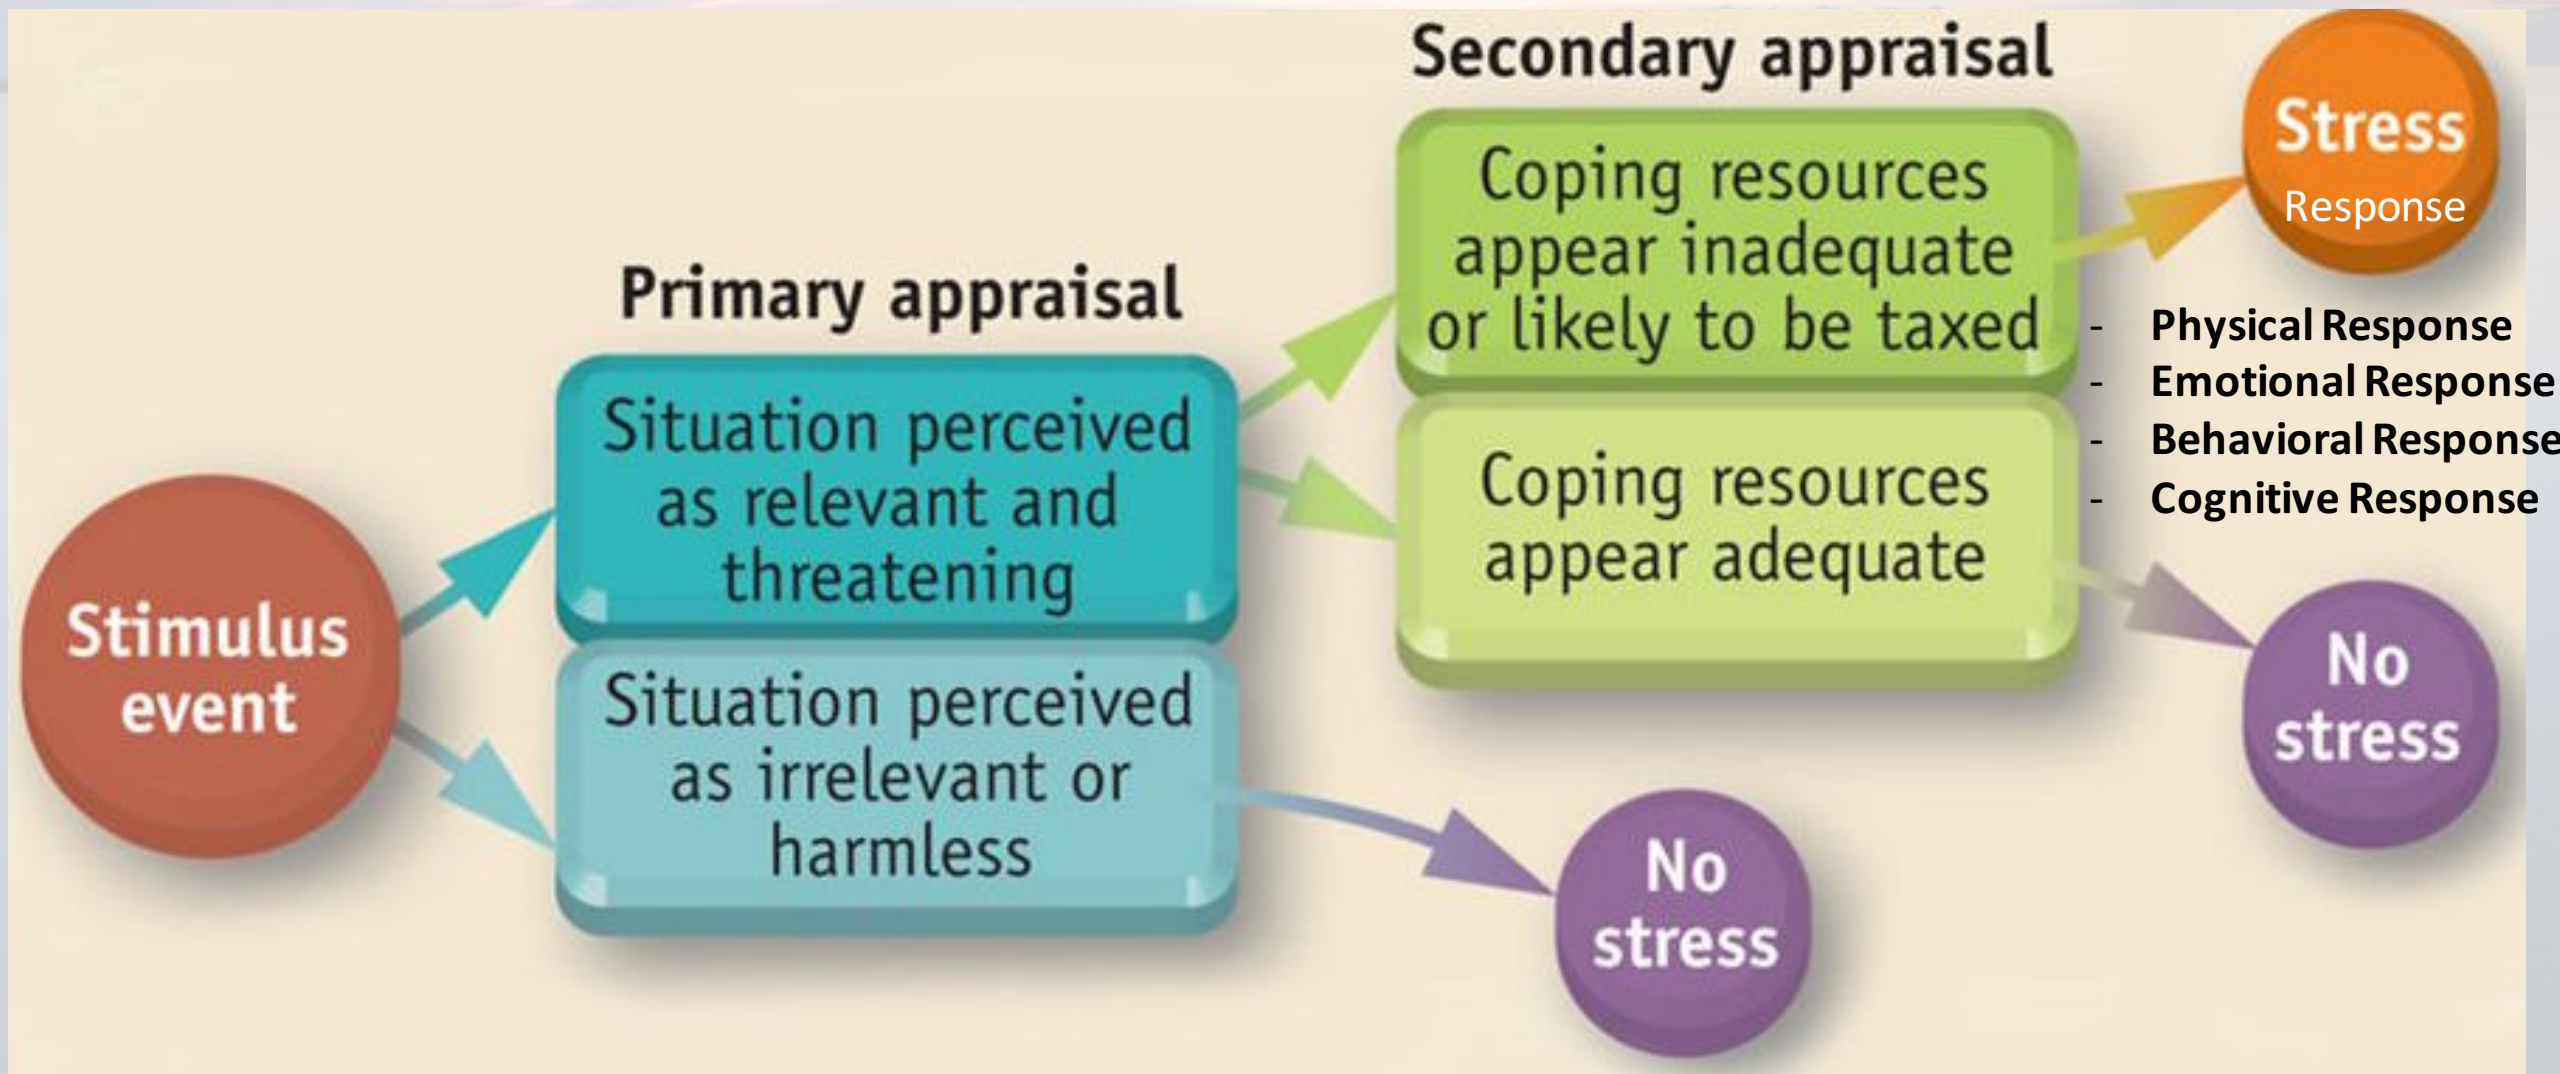 Stimulus
event
Primary appraisal
Situation perceived
as relevant and
threatening
Situation perceived
as irrelevant or
harmless
Secondary appraisal
Coping resources
appear inadequate
or likely to be taxed
Coping resources
appear adequate
Stress
Response
- Physical Response
- Emotional Response
- Behavioral Response
- Cognitive Response
No
stress
No
stress